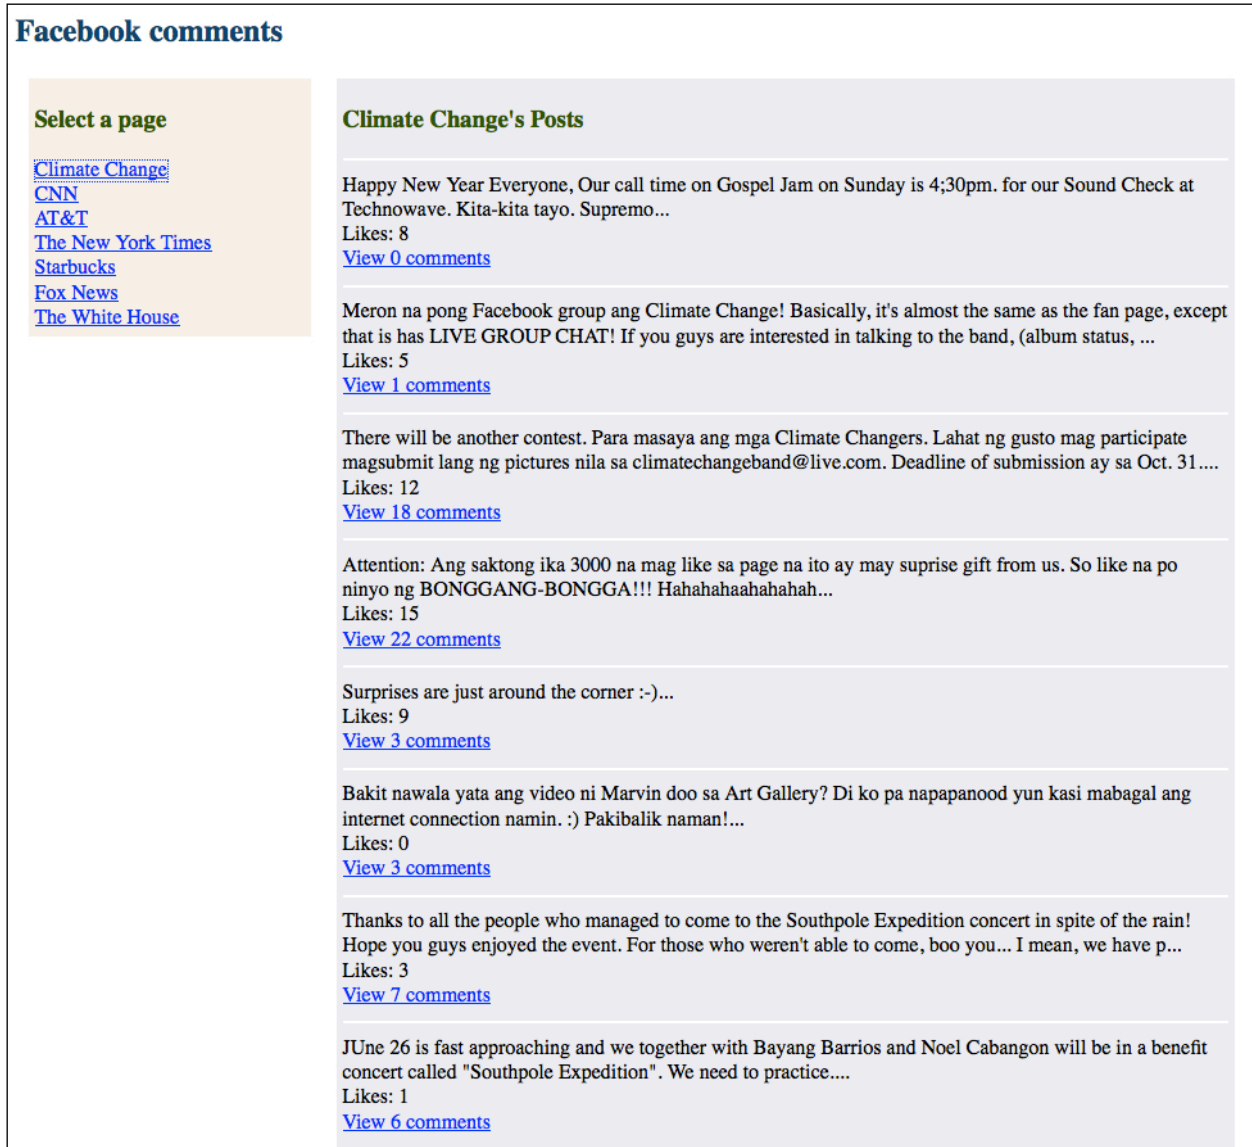 Facebook comments
Select a page
Climate Change
CNN
AT&T
The New York Times
Starbucks
Fox News
The White House
Climate Change's Posts
Happy New Year Everyone, Our call time on Gospel Jam on Sunday is 4;30pm. for our Sound Check at
Technowave. Kita-kita tayo. Supremo...
Likes: 8
View 0 comments
Meron na pong Facebook group ang Climate Change! Basically, it's almost the same as the fan page, except
that is has LIVE GROUP CHAT! If you guys are interested in talking to the band, (album status, ...
Likes: 5
View 1 comments
There will be another contest. Para masaya ang mga Climate Changers. Lahat ng gusto mag participate
magsubmit lang ng pictures nila sa climatechangeband@live.com. Deadline of submission ay sa Oct. 31....
Likes: 12
View 18 comments
Attention: Ang saktong ika 3000 na mag like sa page na ito ay may suprise gift from us. So like na po
ninyo ng BONGGANG-BONGGA!!! Hahahahaahahahah...
Likes: 15
View 22 comments
Surprises are just around the corner :-)...
Likes: 9
View 3 comments
Bakit nawala yata ang video ni Marvin doo sa Art Gallery? Di ko pa napapanood yun kasi mabagal ang
internet connection namin. :) Pakibalik naman!...
Likes: 0
View 3 comments
Thanks to all the people who managed to come to the Southpole Expedition concert in spite of the rain!
Hope you guys enjoyed the event. For those who weren't able to come, boo you... I mean, we have p...
Likes: 3
View 7 comments
JUne 26 is fast approaching and we together with Bayang Barrios and Noel Cabangon will be in a benefit
concert called "Southpole Expedition". We need to practice....
Likes: 1
View 6 comments